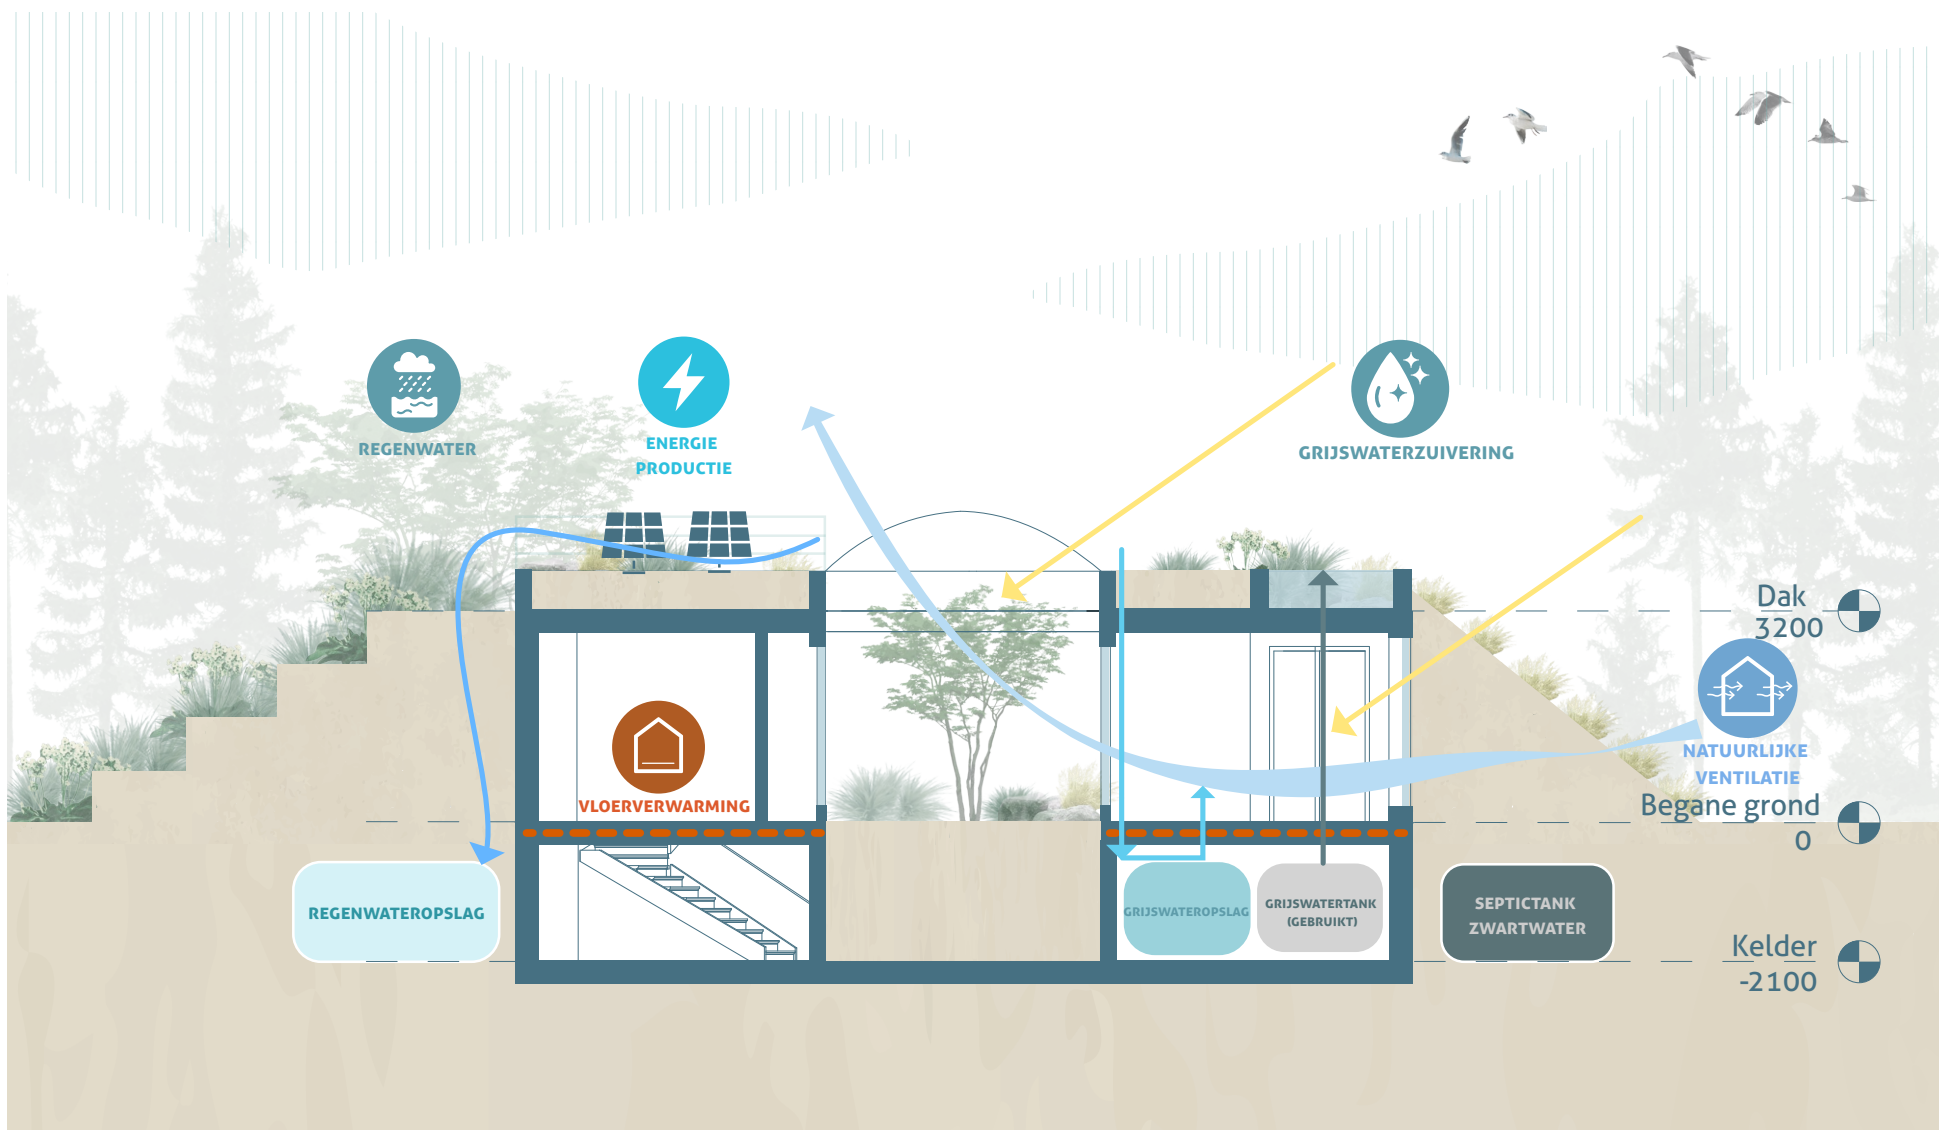 REGENWATER
ENERGIE
PRODUCTIE
GRIJSWATERZUIVERING
Dak
3200
NATUURLIJKE
VENTILATIE
VLOERVERWARMING
Begane grond
0
REGENWATEROPSLAG
GRIJSWATEROPSLAG
GRIJSWATERTANK
(GEBRUIKT)
SEPTICTANK
ZWARTWATER
Kelder
-2100